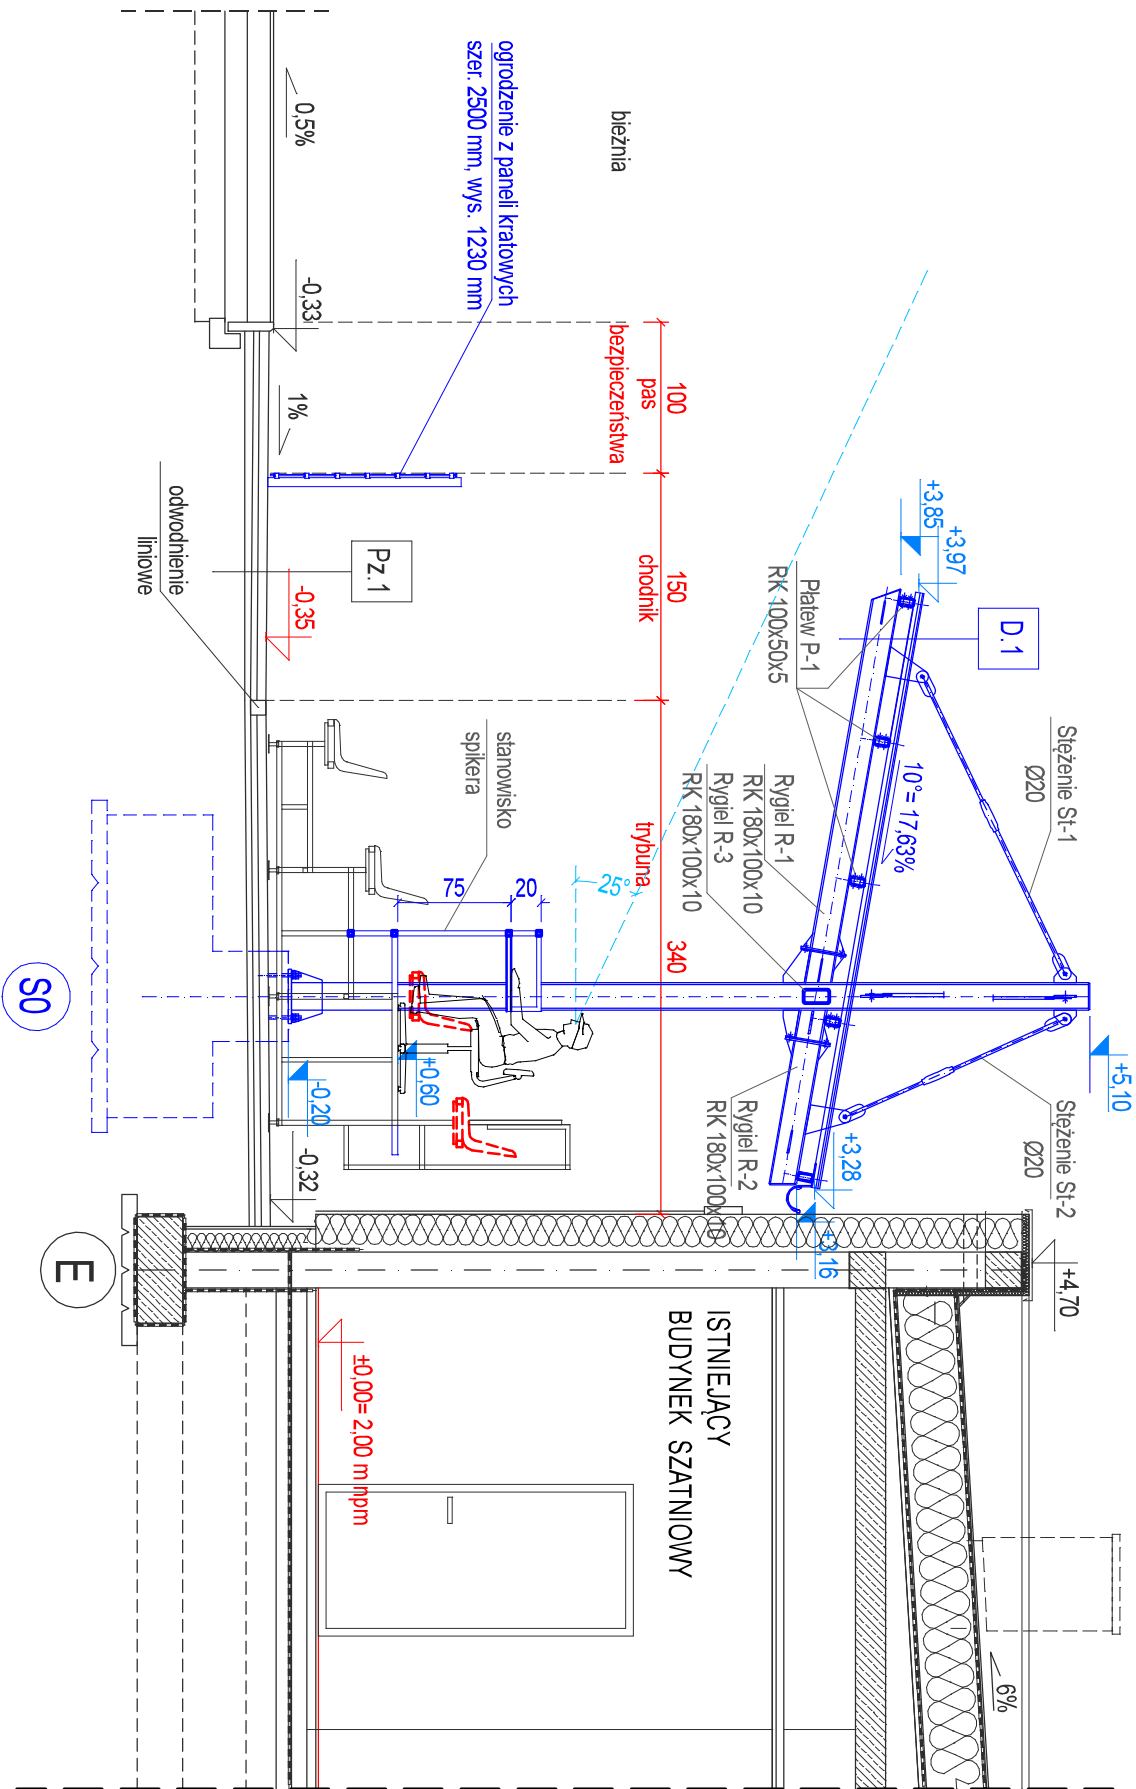 bieżnia
ogrodzenie z paneli kratowych
szer. 2500 mm, wys. 1230 mm
0,5%
-0,33
1%
100
pas
bezpieczeństwa
150
chodnik
340
trybuna
Pz.1
-0,35
odwodnienie
liniowe
+3,97
+3,85
D.1
Płatew P-1
RK 100x50x5
10°= 17,63%
Stężenie St-1
Ø20
Rygiel R-1
RK 180x100x10
Rygiel R-3
RK 180x100x10
stanowisko
spikera
25°
20
75
+5,10
Stężenie St-2
Ø20
Rygiel R-2
RK 180x100x10
+3,28
+3,16
+0,60
-0,20
-0,32
S0
E
+4,70
ISTNIEJĄCY
BUDYNEK SZATNIOWY
±0,00= 2,00 m npm
6%